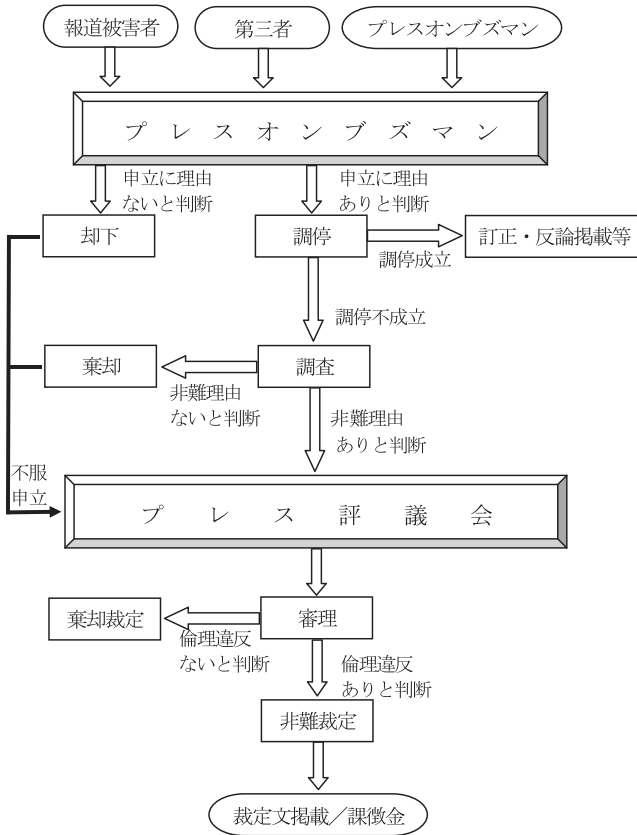 報道被害者
第三者
プレスオンブズマン
プレスオンブズマン
申立に理由
ないと判断
申立に理由
ありと判断
却下
調停
訂正・反論掲載等
調停成立
調停不成立
棄却
調査
非難理由
ないと判断
非難理由
ありと判断
不服
申立
プレス評議会
棄却裁定
審理
倫理違反
ないと判断
倫理違反
ありと判断
非難裁定
裁定文掲載／課徴金